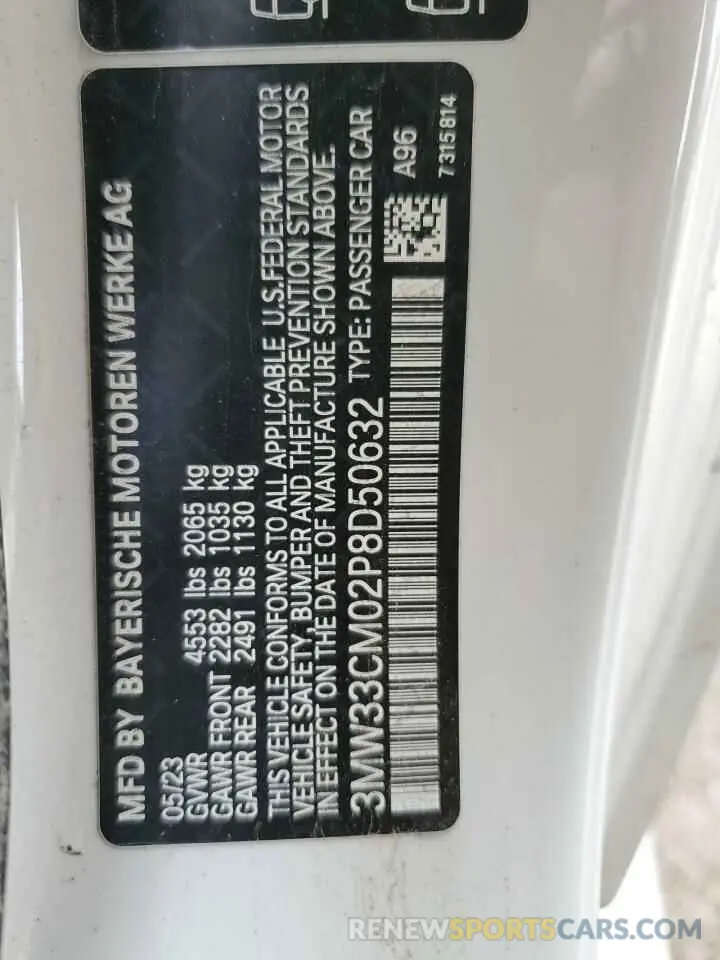 MFD BY BAYERISCHE MOTOREN WERKE AG
05/23
GVWR 4553 lbs 2065 kg
GAWR FRONT 2282 lbs 1035 kg
GAWR REAR 2491 lbs 1130 kg
THIS VEHICLE CONFORMS TO ALL APPLICABLE U.S.FEDERAL MOTOR
VEHICLE SAFETY, BUMPER AND THEFT PREVENTION STANDARDS
IN EFFECT ON THE DATE OF MANUFACTURE SHOWN ABOVE.
3MW33CM02P8D50632 TYPE: PASSENGER CAR
A96
7315814
RENEWSPORTSCARS.COM